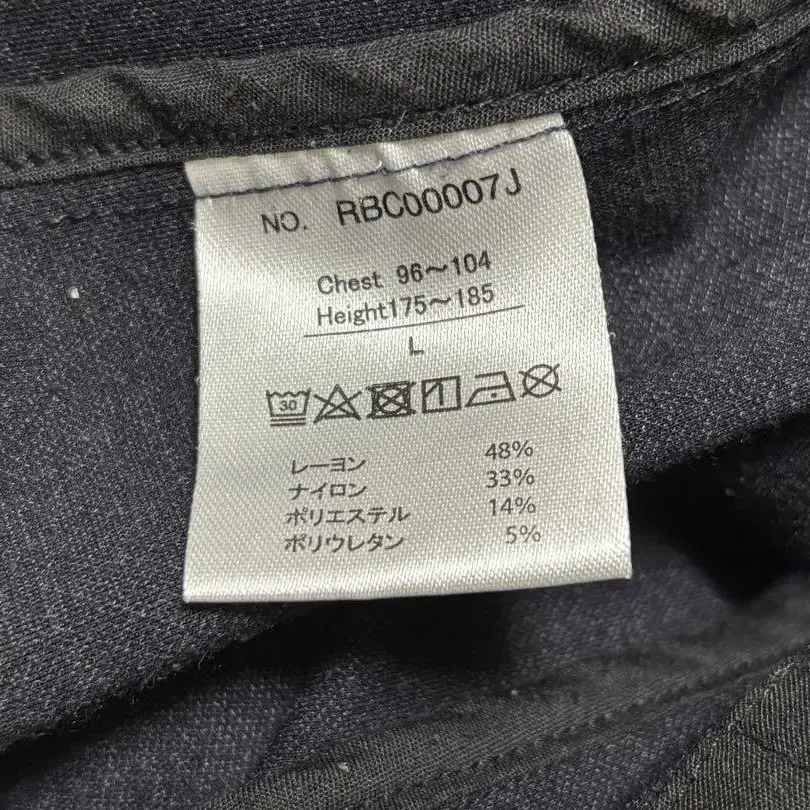 NO. RBC00007J
Chest 96～104
Height175～185
L
30
レーヨン 48%
ナイロン 33%
ポリエステル 14%
ポリウレタン 5%